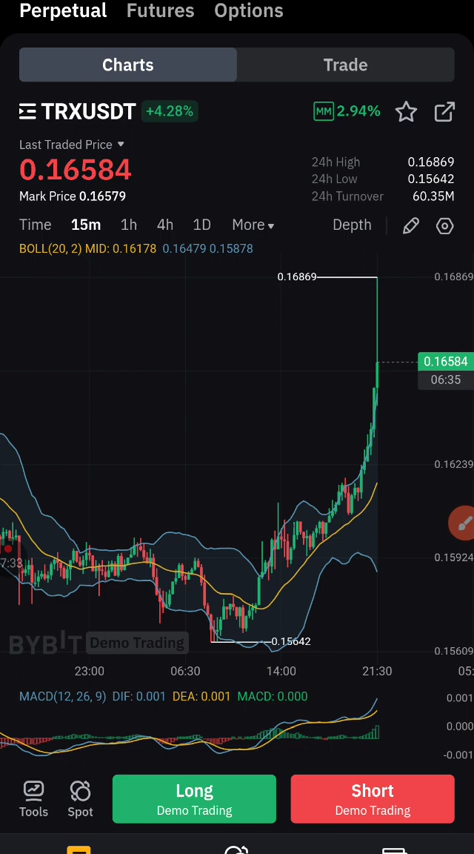 Perpetual Futures Options
Charts Trade
TRXUSDT +4.28% MM 2.94%
Last Traded Price
0.16584
Mark Price 0.16579
24h High 0.16869
24h Low 0.15642
24h Turnover 60.35M
Time 15m 1h 4h 1D More Depth
BOLL(20, 2) MID: 0.16178 0.16479 0.15878
0.16869 0.16869
0.16584
06:35
0.16239
0.15924
7:33
BYBIT Demo Trading
0.15642
0.15609
23:00 06:30 14:00 21:30 05:
MACD(12, 26, 9) DIF: 0.001 DEA: 0.001 MACD: 0.000
0.001
0.000
-0.001
Tools Spot
Long
Demo Trading
Short
Demo Trading